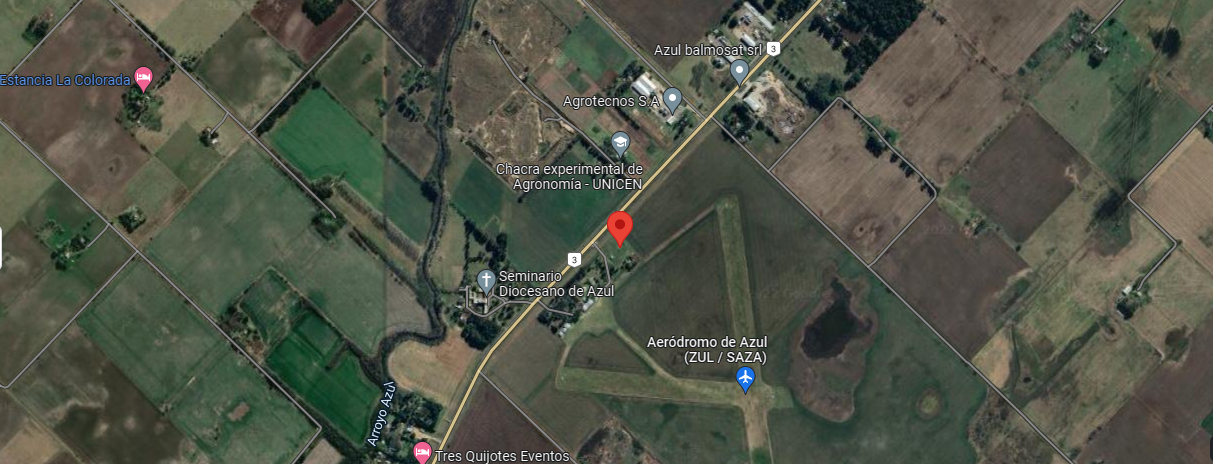 Azul balmosat srl
3
Estancia La Colorada
Agrotecnos S.A
Chacra experimental de
Agronomía - UNICEN
3
Seminario
Diocesano de Azul
Aeródromo de Azul
(ZUL / SAZA)
Arroyo Azul
Tres Quijotes Eventos